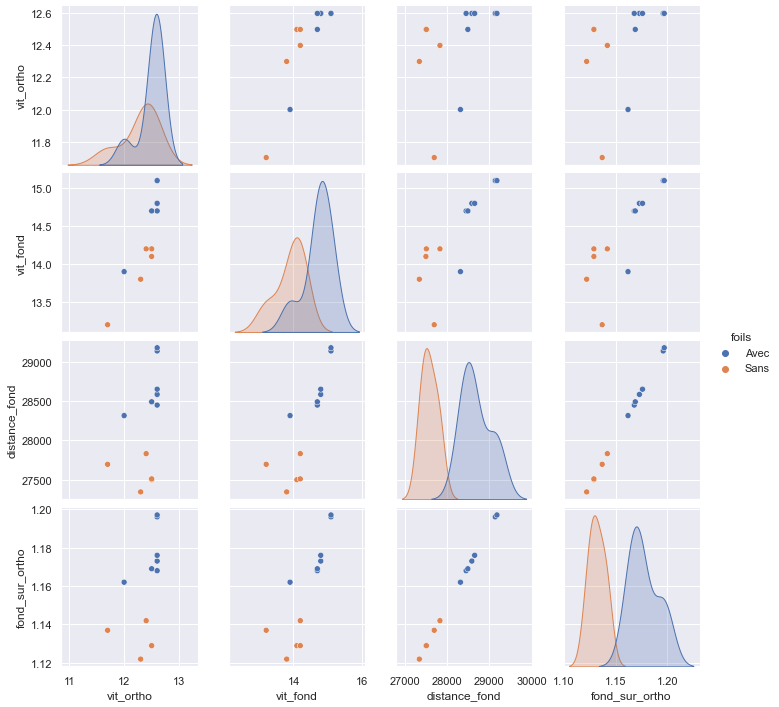 12.6
12.4
12.2
12.0
11.8
vit_ortho
15.0
14.5
14.0
13.5
vit_fond
29000
28500
28000
27500
distance_fond
1.20
1.18
1.16
1.14
1.12
fond_sur_ortho
foils
Avec
Sans
11 12 13
vit_ortho
14 15 16
vit_fond
27000 28000 29000 30000
distance_fond
1.10 1.15 1.20
fond_sur_ortho